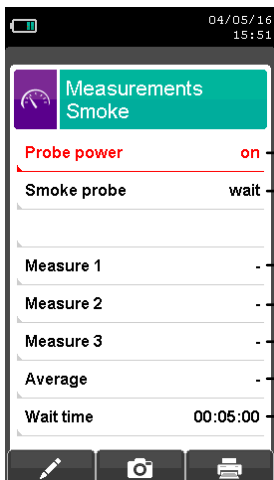 04/05/16
15:51
Measurements
Smoke
Probe power on
Smoke probe wait
Measure 1 -
Measure 2 -
Measure 3 -
Average -
Wait time 00:05:00